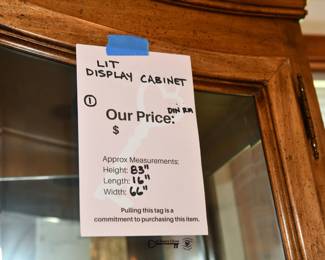 LIT
DISPLAY CABINET
①
DIN RM
Our Price:
$
Approx Measurements:
Height: 83"
Length: 16"
Width: 66"
Pulling this tag is a
commitment to purchasing this item.